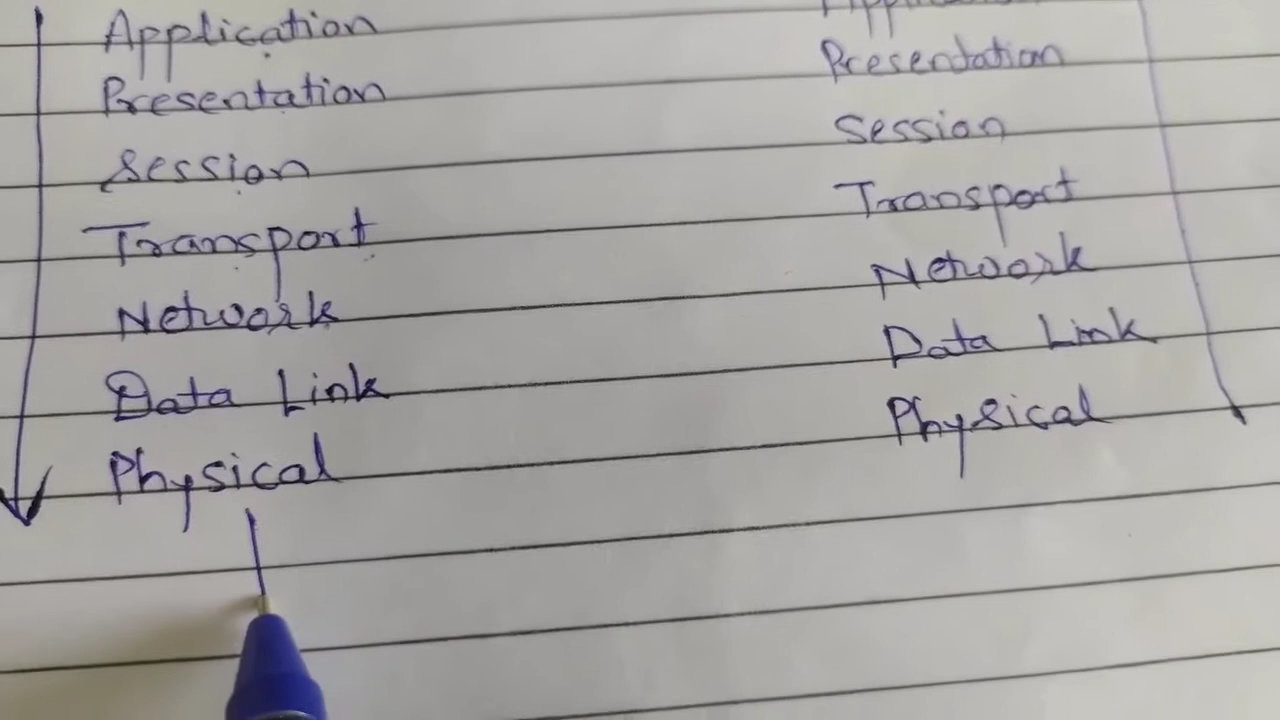 Application
Presentation
Session
Transport
Network
Data Link
Physical
Presentation
Session
Transport
Network
Data Link
Physical